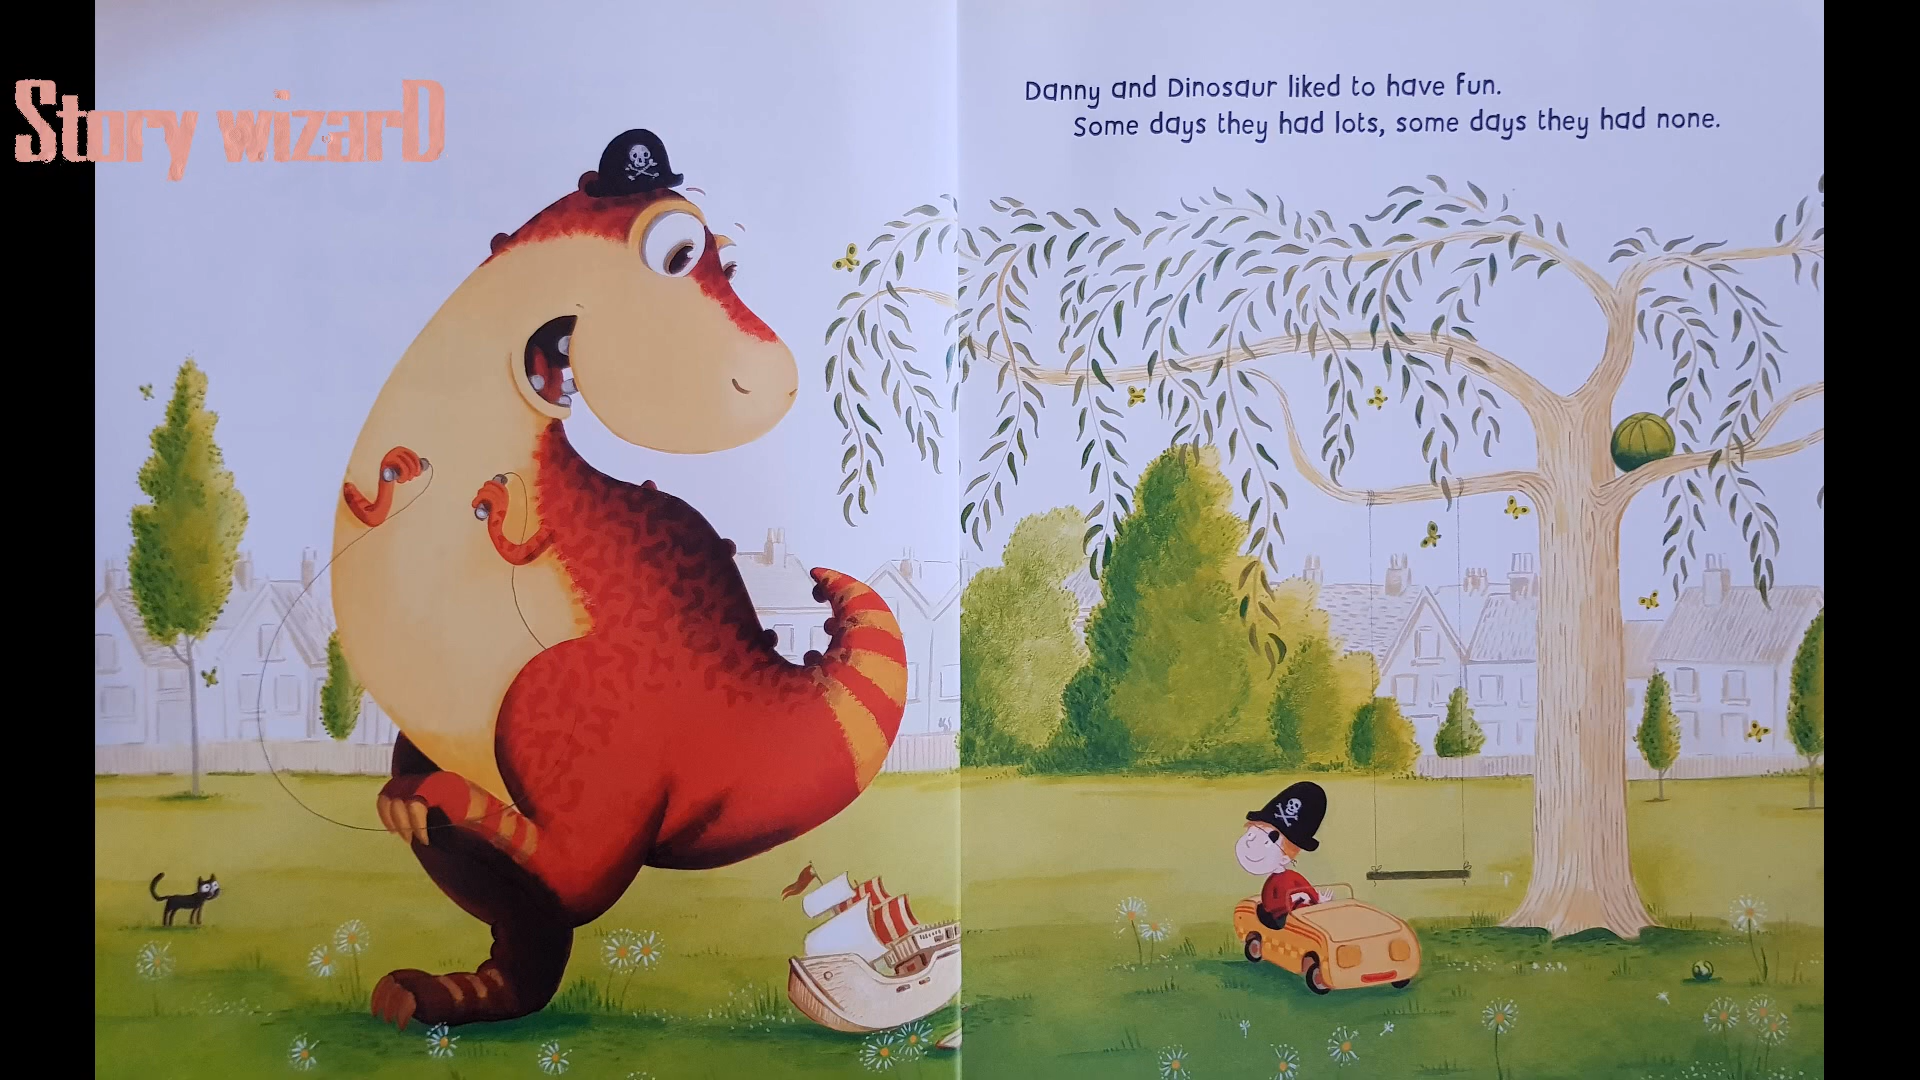 Story wizarD
Danny and Dinosaur liked to have fun.
Some days they had lots, some days they had none.